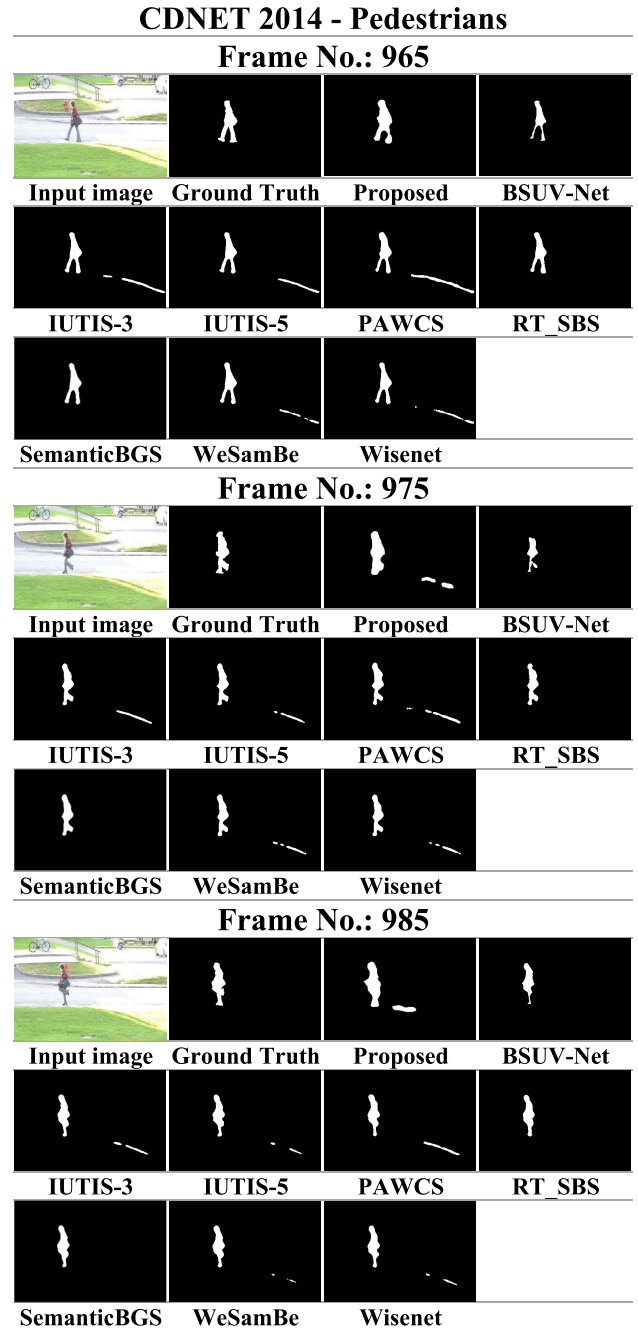 CDNET 2014 - Pedestrians
Frame No.: 965
Input image Ground Truth Proposed BSUV-Net
IUTIS-3 IUTIS-5 PAWCS RT_SBS
SemanticBGS WeSamBe Wisenet
Frame No.: 975
Input image Ground Truth Proposed BSUV-Net
IUTIS-3 IUTIS-5 PAWCS RT_SBS
SemanticBGS WeSamBe Wisenet
Frame No.: 985
Input image Ground Truth Proposed BSUV-Net
IUTIS-3 IUTIS-5 PAWCS RT_SBS
SemanticBGS WeSamBe Wisenet